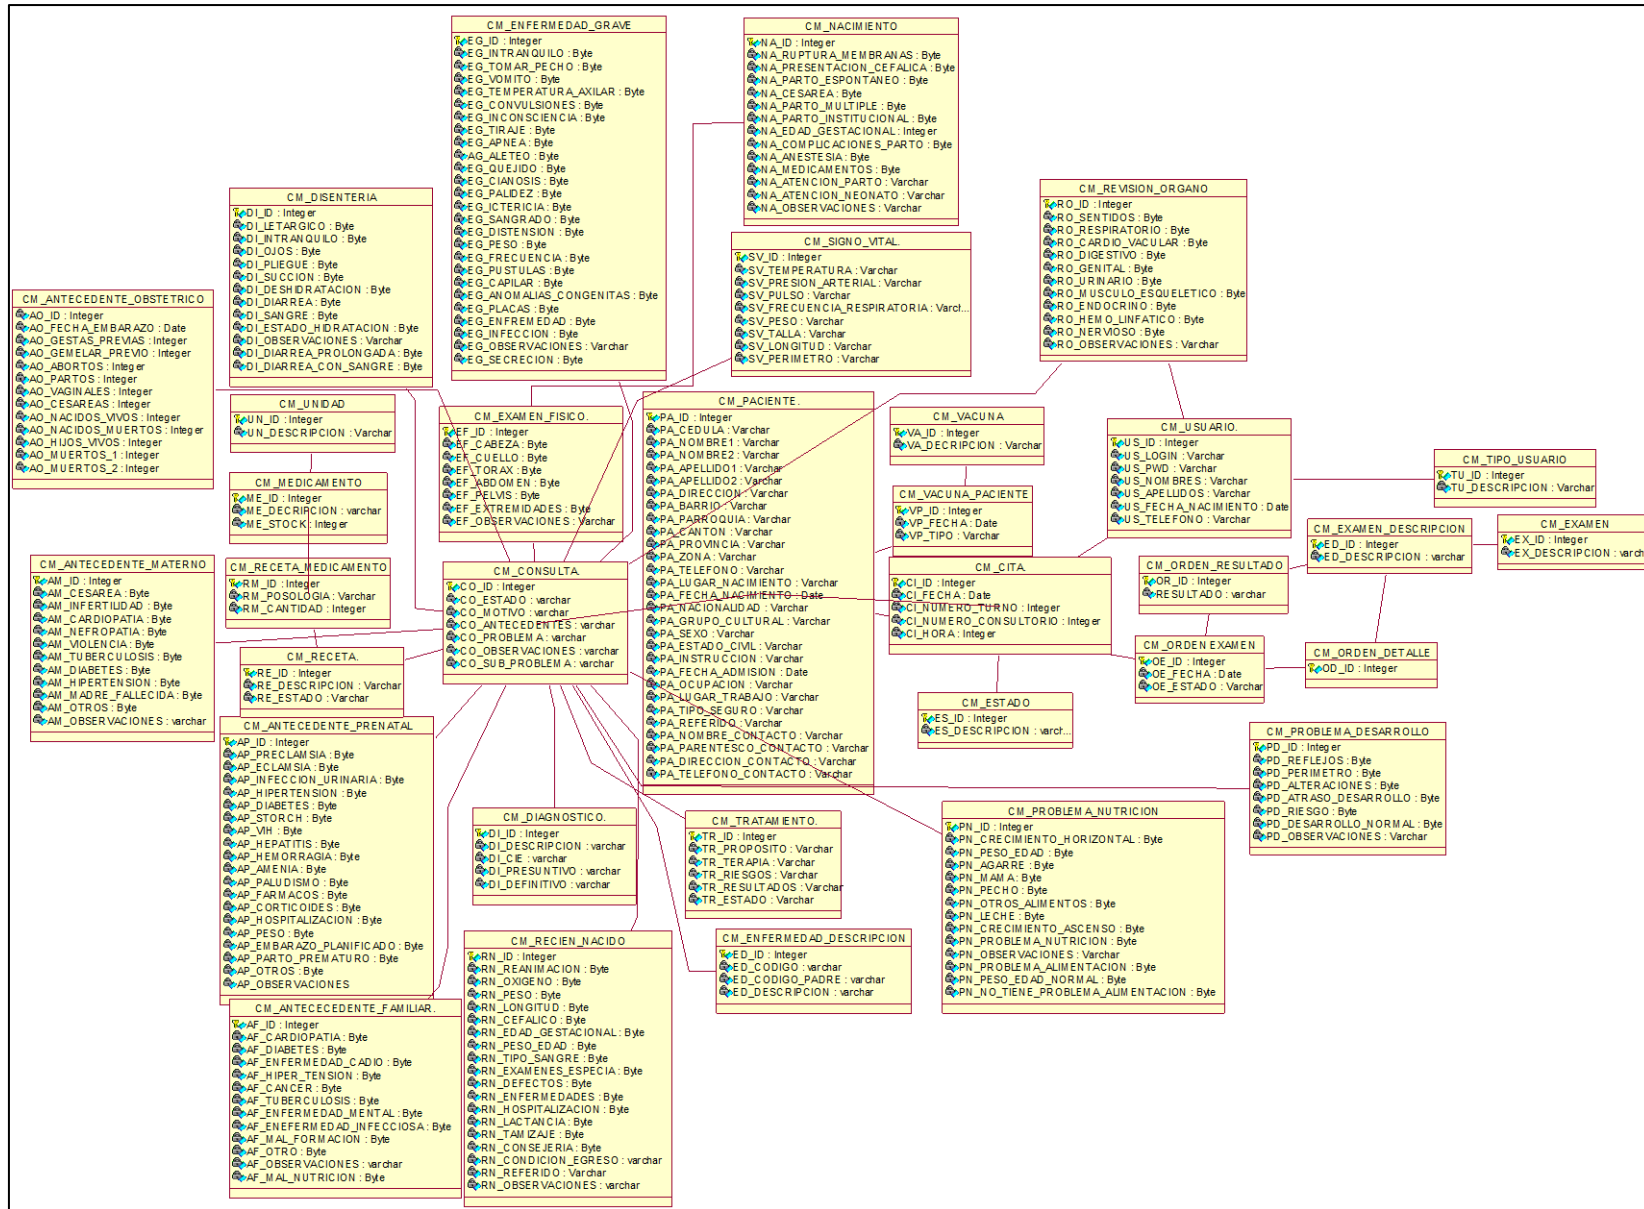 CM_ENFERMEDAD_GRAVE
EG_ID : Integer
EG_INTRANQUILO : Byte
EG_TOMAR_PECHO : Byte
EG_VOMITO : Byte
EG_TEMPERATURA_AXILAR : Byte
EG_CONVULSIONES : Byte
EG_INCONSCIENCIA : Byte
EG_TIRAJE : Byte
EG_APNEA : Byte
AG_ALETEO : Byte
EG_QUEJIDO : Byte
EG_CIANOSIS : Byte
EG_PALIDEZ : Byte
EG_ICTERICIA : Byte
EG_SANGRADO : Byte
EG_DISTENSION : Byte
EG_PESO : Byte
EG_FRECUENCIA : Byte
EG_PUSTULAS : Byte
EG_CAPILAR : Byte
EG_ANOMALIAS_CONGENITAS : Byte
EG_PLACAS : Byte
EG_ENFREMEDAD : Byte
EG_INFECCION : Byte
EG_OBSERVACIONES : Varchar
EG_SECRECION : Byte
CM_NACIMIENTO
NA_ID : Integer
NA_RUPTURA_MEMBRANAS : Byte
NA_PRESENTACION_CEFALICA : Byte
NA_PARTO_ESPONTANEO : Byte
NA_CESAREA : Byte
NA_PARTO_MULTIPLE : Byte
NA_PARTO_INSTITUCIONAL : Byte
NA_EDAD_GESTACIONAL : Integer
NA_COMPLICACIONES_PARTO : Byte
NA_ANESTESIA : Byte
NA_MEDICAMENTOS : Byte
NA_ATENCION_PARTO : Varchar
NA_ATENCION_NEONATO : Varchar
NA_OBSERVACIONES : Varchar
CM_DISENTERIA
DI_ID : Integer
DI_LETARGICO : Byte
DI_INTRANQUILO : Byte
DI_OJOS : Byte
DI_PLIEGUE : Byte
DI_SUCCION : Byte
DI_DESHIDRATACION : Byte
DI_DIARREA : Byte
DI_SANGRE : Byte
DI_ESTADO_HIDRATACION : Byte
DI_OBSERVACIONES : Varchar
DI_DIARREA_PROLONGADA : Byte
DI_DIARREA_CON_SANGRE : Byte
CM_REVISION_ORGANO
RO_ID : Integer
RO_SENTIDOS : Byte
RO_RESPIRATORIO : Byte
RO_CARDIO_VACULAR : Byte
RO_DIGESTIVO : Byte
RO_GENITAL : Byte
RO_URINARIO : Byte
RO_MUSCULO_ESQUELETICO : Byte
RO_ENDOCRINO : Byte
RO_HEMO_LINFATICO : Byte
RO_NERVIOSO : Byte
RO_OBSERVACIONES : Varchar
CM_SIGNO_VITAL.
SV_ID : Integer
SV_TEMPERATURA : Varchar
SV_PRESION_ARTERIAL : Varchar
SV_PULSO : Varchar
SV_FRECUENCIA_RESPIRATORIA : Varch...
SV_PESO : Varchar
SV_TALLA : Varchar
SV_LONGITUD : Varchar
SV_PERIMETRO : Varchar
CM_ANTECEDENTE_OBSTETRICO
AO_ID : Integer
AO_FECHA_EMBARAZO : Date
AO_GESTAS_PREVIAS : Integer
AO_GEMELAR_PREVIO : Integer
AO_ABORTOS : Integer
AO_PARTOS : Integer
AO_VAGINALES : Integer
AO_CESAREAS : Integer
AO_NACIDOS_VIVOS : Integer
AO_NACIDOS_MUERTOS : Integer
AO_HIJOS_VIVOS : Integer
AO_MUERTOS_1 : Integer
AO_MUERTOS_2 : Integer
CM_UNIDAD
UN_ID : Integer
UN_DESCRIPCION : Varchar
CM_EXAMEN_FISICO.
EF_ID : Integer
EF_CABEZA : Byte
EF_CUELLO : Byte
EF_TORAX : Byte
EF_ABDOMEN : Byte
EF_PELVIS : Byte
EF_EXTREMIDADES : Byte
EF_OBSERVACIONES : Varchar
CM_PACIENTE.
PA_ID : Integer
PA_CEDULA : Varchar
PA_NOMBRE1 : Varchar
PA_NOMBRE2 : Varchar
PA_APELLIDO1 : Varchar
PA_APELLIDO2 : Varchar
PA_DIRECCION : Varchar
PA_BARRIO : Varchar
PA_PARROQUIA : Varchar
PA_CANTON : Varchar
PA_PROVINCIA : Varchar
PA_ZONA : Varchar
PA_TELEFONO : Varchar
PA_LUGAR_NACIMIENTO : Varchar
PA_FECHA_NACIMIENTO : Date
PA_NACIONALIDAD : Varchar
PA_GRUPO_CULTURAL : Varchar
PA_SEXO : Varchar
PA_ESTADO_CIVIL : Varchar
PA_INSTRUCCION : Varchar
PA_FECHA_ADMISION : Date
PA_OCUPACION : Varchar
PA_LUGAR_TRABAJO : Varchar
PA_TIPO_SEGURO : Varchar
PA_REFERIDO : Varchar
PA_NOMBRE_CONTACTO : Varchar
PA_PARENTESCO_CONTACTO : Varchar
PA_DIRECCION_CONTACTO : Varchar
PA_TELEFONO_CONTACTO : Varchar
CM_VACUNA
VA_ID : Integer
VA_DECRIPCION : Varchar
CM_USUARIO.
US_ID : Integer
US_LOGIN : Varchar
US_PWD : Varchar
US_NOMBRES : Varchar
US_APELLIDOS : Varchar
US_FECHA_NACIMIENTO : Date
US_TELEFONO : Varchar
CM_TIPO_USUARIO
TU_ID : Integer
TU_DESCRIPCION : Varchar
CM_MEDICAMENTO
ME_ID : Integer
ME_DECRIPCION : varchar
ME_STOCK : Integer
CM_VACUNA_PACIENTE
VP_ID : Integer
VP_FECHA : Date
VP_TIPO : Varchar
CM_EXAMEN_DESCRIPCION
ED_ID : Integer
ED_DESCRIPCION : varchar
CM_EXAMEN
EX_ID : Integer
EX_DESCRIPCION : varch
CM_ANTECEDENTE_MATERNO
AM_ID : Integer
AM_CESAREA : Byte
AM_INFERTILIDAD : Byte
AM_CARDIOPATIA : Byte
AM_NEFROPATIA : Byte
AM_VIOLENCIA : Byte
AM_TUBERCULOSIS : Byte
AM_DIABETES : Byte
AM_HIPERTENSION : Byte
AM_MADRE_FALLECIDA : Byte
AM_OTROS : Byte
AM_OBSERVACIONES : varchar
CM_RECETA_MEDICAMENTO
RM_ID : Integer
RM_POSOLOGIA : Varchar
RM_CANTIDAD : Integer
CM_CONSULTA.
CO_ID : Integer
CO_ESTADO : varchar
CO_MOTIVO : varchar
CO_ANTECEDENTES : varchar
CO_PROBLEMA : varchar
CO_OBSERVACIONES : varchar
CO_SUB_PROBLEMA : varchar
CM_CITA.
CI_ID : Integer
CI_FECHA : Date
CI_NUMERO_TURNO : Integer
CI_NUMERO_CONSULTORIO : Integer
CI_HORA : Integer
CM_ORDEN_RESULTADO
OR_ID : Integer
RESULTADO : varchar
CM_ORDEN EXAMEN
OE_ID : Integer
OE_FECHA : Date
OE_ESTADO : Varchar
CM_ORDEN_DETALLE
OD_ID : Integer
CM_RECETA.
RE_ID : Integer
RE_DESCRIPCION : Varchar
RE_ESTADO : Varchar
CM_ESTADO
ES_ID : Integer
ES_DESCRIPCION : varch...
CM_ANTECEDENTE_PRENATAL
AP_ID : Integer
AP_PRECLAMSIA : Byte
AP_ECLAMSIA : Byte
AP_INFECCION_URINARIA : Byte
AP_HIPERTENSION : Byte
AP_DIABETES : Byte
AP_STORCH : Byte
AP_VIH : Byte
AP_HEPATITIS : Byte
AP_HEMORRAGIA : Byte
AP_AMENIA : Byte
AP_PALUDISMO : Byte
AP_FARMACOS : Byte
AP_CORTICOIDES : Byte
AP_HOSPITALIZACION : Byte
AP_PESO : Byte
AP_EMBARAZO_PLANIFICADO : Byte
AP_PARTO_PREMATURO : Byte
AP_OTROS : Byte
AP_OBSERVACIONES
CM_PROBLEMA_DESARROLLO
PD_ID : Integer
PD_REFLEJOS : Byte
PD_PERIMETRO : Byte
PD_ALTERACIONES : Byte
PD_ATRASO_DESARROLLO : Byte
PD_RIESGO : Byte
PD_DESARROLLO_NORMAL : Byte
PD_OBSERVACIONES : Varchar
CM_DIAGNOSTICO.
DI_ID : Integer
DI_DESCRIPCION : varchar
DI_CIE : varchar
DI_PRESUNTIVO : varchar
DI_DEFINITIVO : varchar
CM_TRATAMIENTO.
TR_ID : Integer
TR_PROPOSITO : Varchar
TR_TERAPIA : Varchar
TR_RIESGOS : Varchar
TR_RESULTADOS : Varchar
TR_ESTADO : Varchar
CM_PROBLEMA_NUTRICION
PN_ID : Integer
PN_CRECIMIENTO_HORIZONTAL : Byte
PN_PESO_EDAD : Byte
PN_AGARRE : Byte
PN_MAMA : Byte
PN_PECHO : Byte
PN_OTROS_ALIMENTOS : Byte
PN_LECHE : Byte
PN_CRECIMIENTO_ASCENSO : Byte
PN_PROBLEMA_NUTRICION : Byte
PN_OBSERVACIONES : Varchar
PN_PROBLEMA_ALIMENTACION : Byte
PN_PESO_EDAD_NORMAL : Byte
PN_NO_TIENE_PROBLEMA_ALIMENTACION : Byte
CM_RECIEN_NACIDO
RN_ID : Integer
RN_REANIMACION : Byte
RN_OXIGENO : Byte
RN_PESO : Byte
RN_LONGITUD : Byte
RN_CEFALICO : Byte
RN_EDAD_GESTACIONAL : Byte
RN_PESO_EDAD : Byte
RN_TIPO_SANGRE : Byte
RN_EXAMENES_ESPECIA : Byte
RN_DEFECTOS : Byte
RN_ENFERMEDADES : Byte
RN_HOSPITALIZACION : Byte
RN_LACTANCIA : Byte
RN_TAMIZAJE : Byte
RN_CONSEJERIA : Byte
RN_CONDICION_EGRESO : varchar
RN_REFERIDO : Varchar
RN_OBSERVACIONES : varchar
CM_ENFERMEDAD_DESCRIPCION
ED_ID : Integer
ED_CODIGO : varchar
ED_CODIGO_PADRE : varchar
ED_DESCRIPCION : varchar
CM_ANTECECEDENTE_FAMILIAR.
AF_ID : Integer
AF_CARDIOPATIA : Byte
AF_DIABETES : Byte
AF_ENFERMEDAD_CADIO : Byte
AF_HIPER_TENSION : Byte
AF_CANCER : Byte
AF_TUBERCULOSIS : Byte
AF_ENFERMEDAD_MENTAL : Byte
AF_ENEFERMEDAD_INFECCIOSA : Byte
AF_MAL_FORMACION : Byte
AF_OTRO : Byte
AF_OBSERVACIONES : varchar
AF_MAL_NUTRICION : Byte